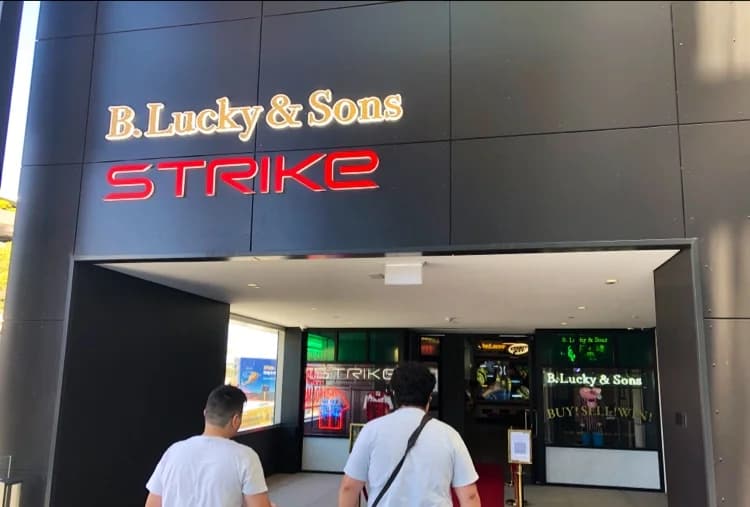 B. Lucky & Sons
STRIKE
B. Lucky & Sons
STRIKE
B. Lucky & Sons
BUY! SELL! WIN!